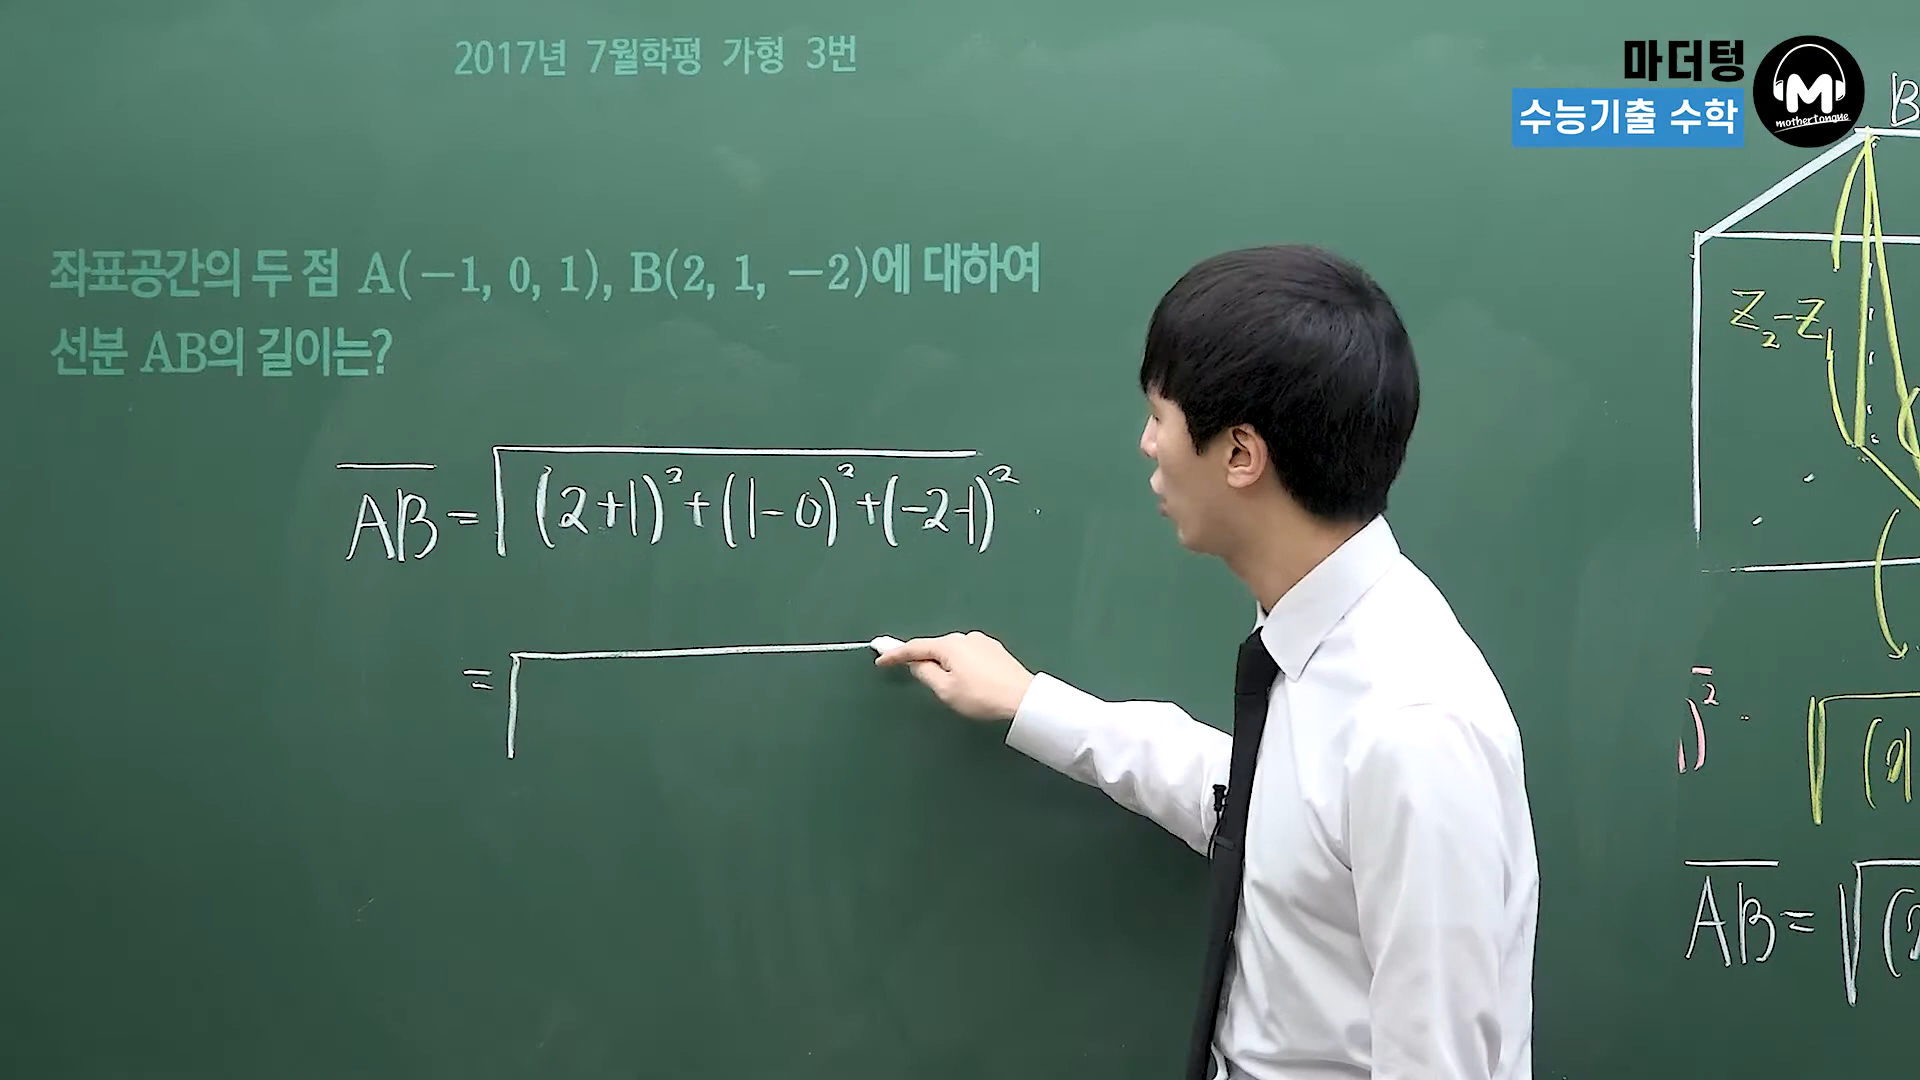 2017년 7월학평 가형 3번
마더텅
수능기출 수학
M
mothertongue
좌표공간의 두 점 A(−1, 0, 1), B(2, 1, −2)에 대하여
선분 AB의 길이는?
AB = √(2+1)²+(1-0)²+(-2-1)²
= √
B
Z₂-Z₁
)²
√(
AB = √(